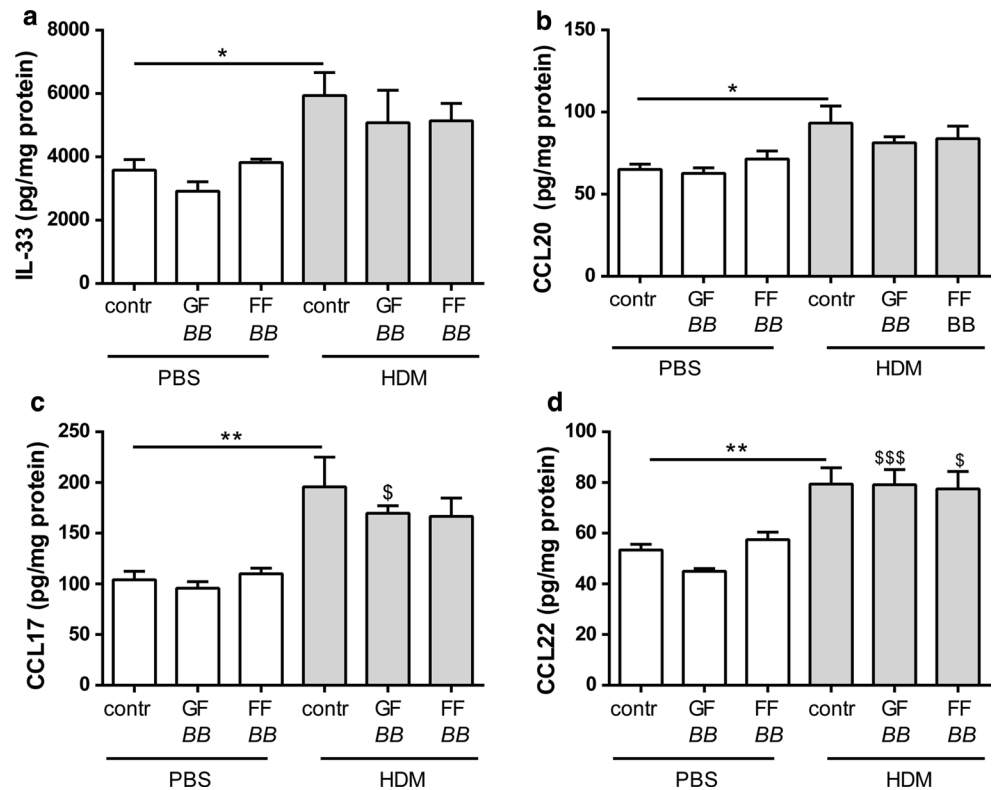 a
IL-33 (pg/mg protein)
8000
6000
4000
2000
0
*
contr GF FF contr GF FF
BB BB BB BB
PBS HDM
b
CCL20 (pg/mg protein)
150
100
50
0
*
contr GF FF contr GF FF
BB BB BB BB
PBS HDM
c
CCL17 (pg/mg protein)
250
200
150
100
50
0
**
$
contr GF FF contr GF FF
BB BB BB BB
PBS HDM
d
CCL22 (pg/mg protein)
100
80
60
40
20
0
**
$$$ $
contr GF FF contr GF FF
BB BB BB BB
PBS HDM